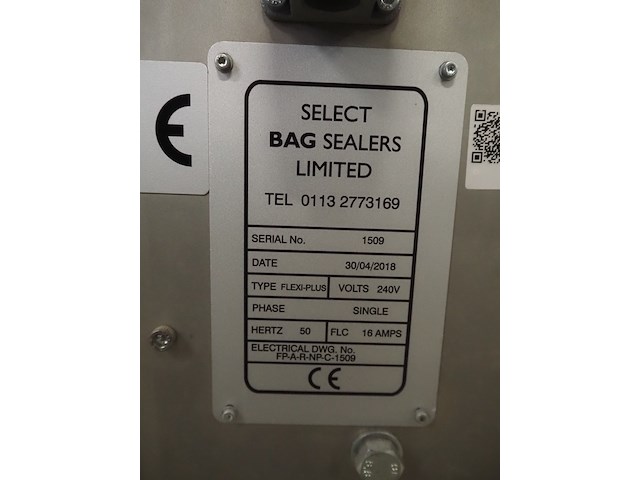 SELECT
BAG SEALERS
LIMITED
TEL 0113 2773169
SERIAL No. 1509
DATE 30/04/2018
TYPE FLEXI-PLUS VOLTS 240V
PHASE SINGLE
HERTZ 50 FLC 16 AMPS
ELECTRICAL DWG. No.
FP-A-R-NP-C-1509
CE
E